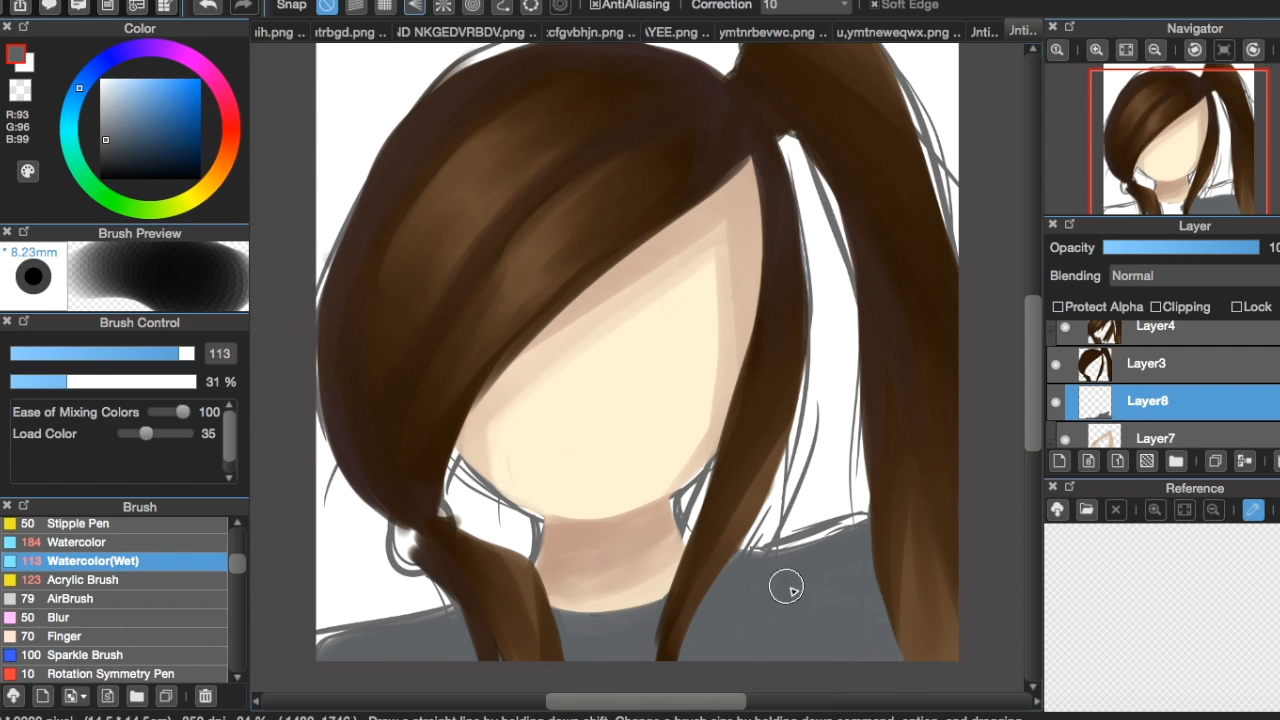 Snap AntiAliasing Correction 10 Soft Edge
Color
iih.png .. ıtrbgd.png .. ID NKGEDVRBDV.png .. :cfgvbhjn.png .. \YEE.png .. ymtnrbevwc.png .. u,ymtneweqwx.png .. Jnti.. Jnti..
Navigator
R:93
G:96
B:99
Brush Preview
* 8.23mm
Layer
Opacity 10
Blending Normal
Protect Alpha Clipping Lock
Brush Control
113
31 %
Ease of Mixing Colors 100
Load Color 35
Layer4
Layer3
Layer8
Layer7
Reference
Brush
50 Stipple Pen
184 Watercolor
113 Watercolor(Wet)
123 Acrylic Brush
79 AirBrush
50 Blur
70 Finger
100 Sparkle Brush
10 Rotation Symmetry Pen